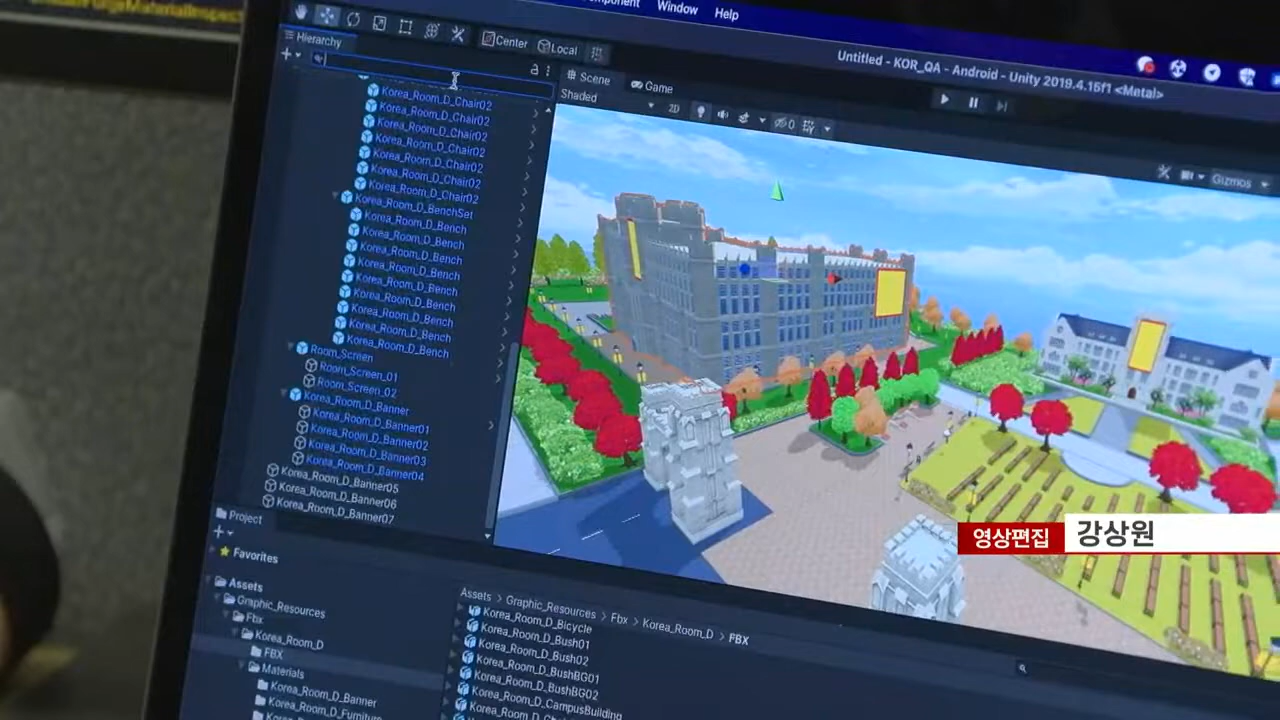 Window
Help
Untitled - KOR_QA - Android - Unity 2019.4.15f1 <Metal>
Center
Local
Hierarchy
Scene
Game
Shaded
2D
0
Gizmos
Korea_Room_D_Chair02
Korea_Room_D_Chair02
Korea_Room_D_Chair02
Korea_Room_D_Chair02
Korea_Room_D_Chair02
Korea_Room_D_Chair02
Korea_Room_D_Chair02
Korea_Room_D_BenchSet
Korea_Room_D_Bench
Korea_Room_D_Bench
Korea_Room_D_Bench
Korea_Room_D_Bench
Korea_Room_D_Bench
Korea_Room_D_Bench
Korea_Room_D_Bench
Korea_Room_D_Bench
Korea_Room_D_Bench
Room_Screen
Room_Screen_01
Room_Screen_02
Korea_Room_D_Banner
Korea_Room_D_Banner01
Korea_Room_D_Banner02
Korea_Room_D_Banner03
Korea_Room_D_Banner04
Korea_Room_D_Banner05
Korea_Room_D_Banner06
Korea_Room_D_Banner07
영상편집 강상원
Project
Favorites
Assets
Graphic_Resources
Fbx
Korea_Room_D
FBX
Materials
Korea_Room_D_Banner
Korea_Room_D_Furniture
Assets > Graphic_Resources > Fbx > Korea_Room_D > FBX
Korea_Room_D_Bicycle
Korea_Room_D_Bush01
Korea_Room_D_Bush02
Korea_Room_D_BushBG01
Korea_Room_D_BushBG02
Korea_Room_D_CampusBuilding